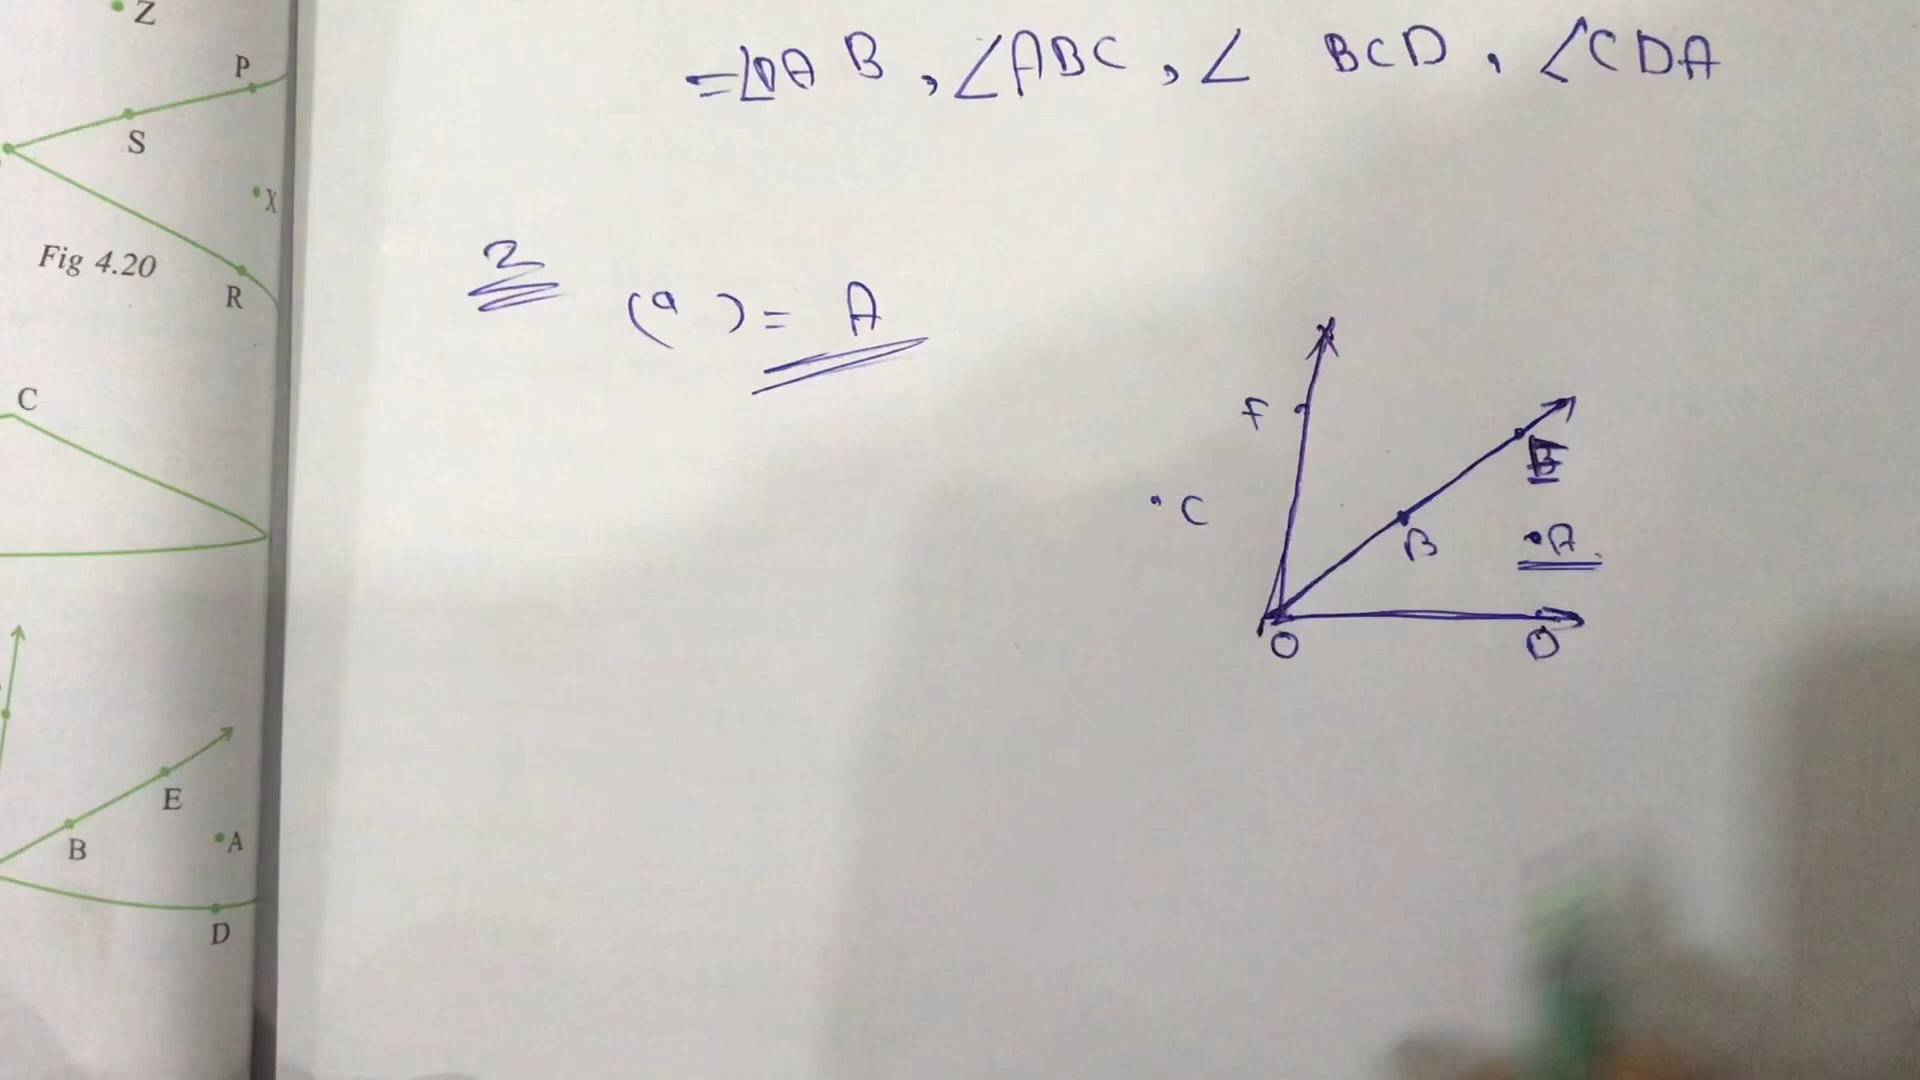 Z
P
S
X
Fig 4.20
R
C
B
E
A
D
= ∠DAB, ∠ABC, ∠ BCD, ∠CDA
2
(a) = A
F
E
C
B
A
O
D